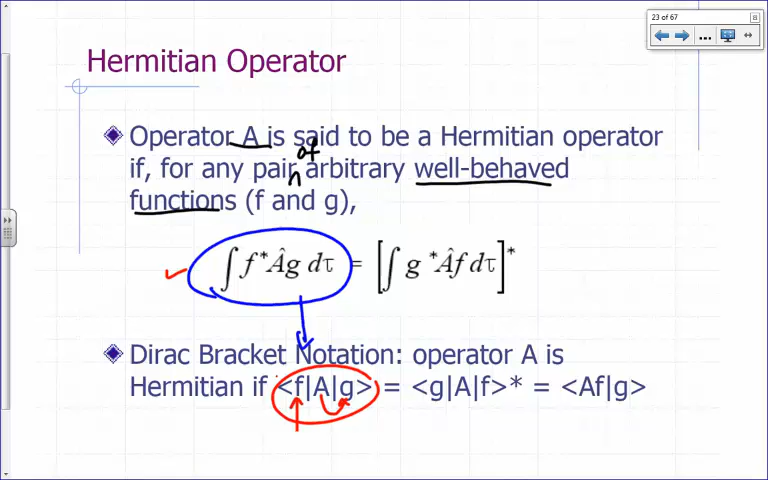 23 of 67
Hermitian Operator
Operator A is said to be a Hermitian operator
of
if, for any pair arbitrary well-behaved
functions (f and g),
∫ f *Âg dτ = [∫ g *Âf dτ]*
Dirac Bracket Notation: operator A is
Hermitian if <f|A|g> = <g|A|f>* = <Af|g>